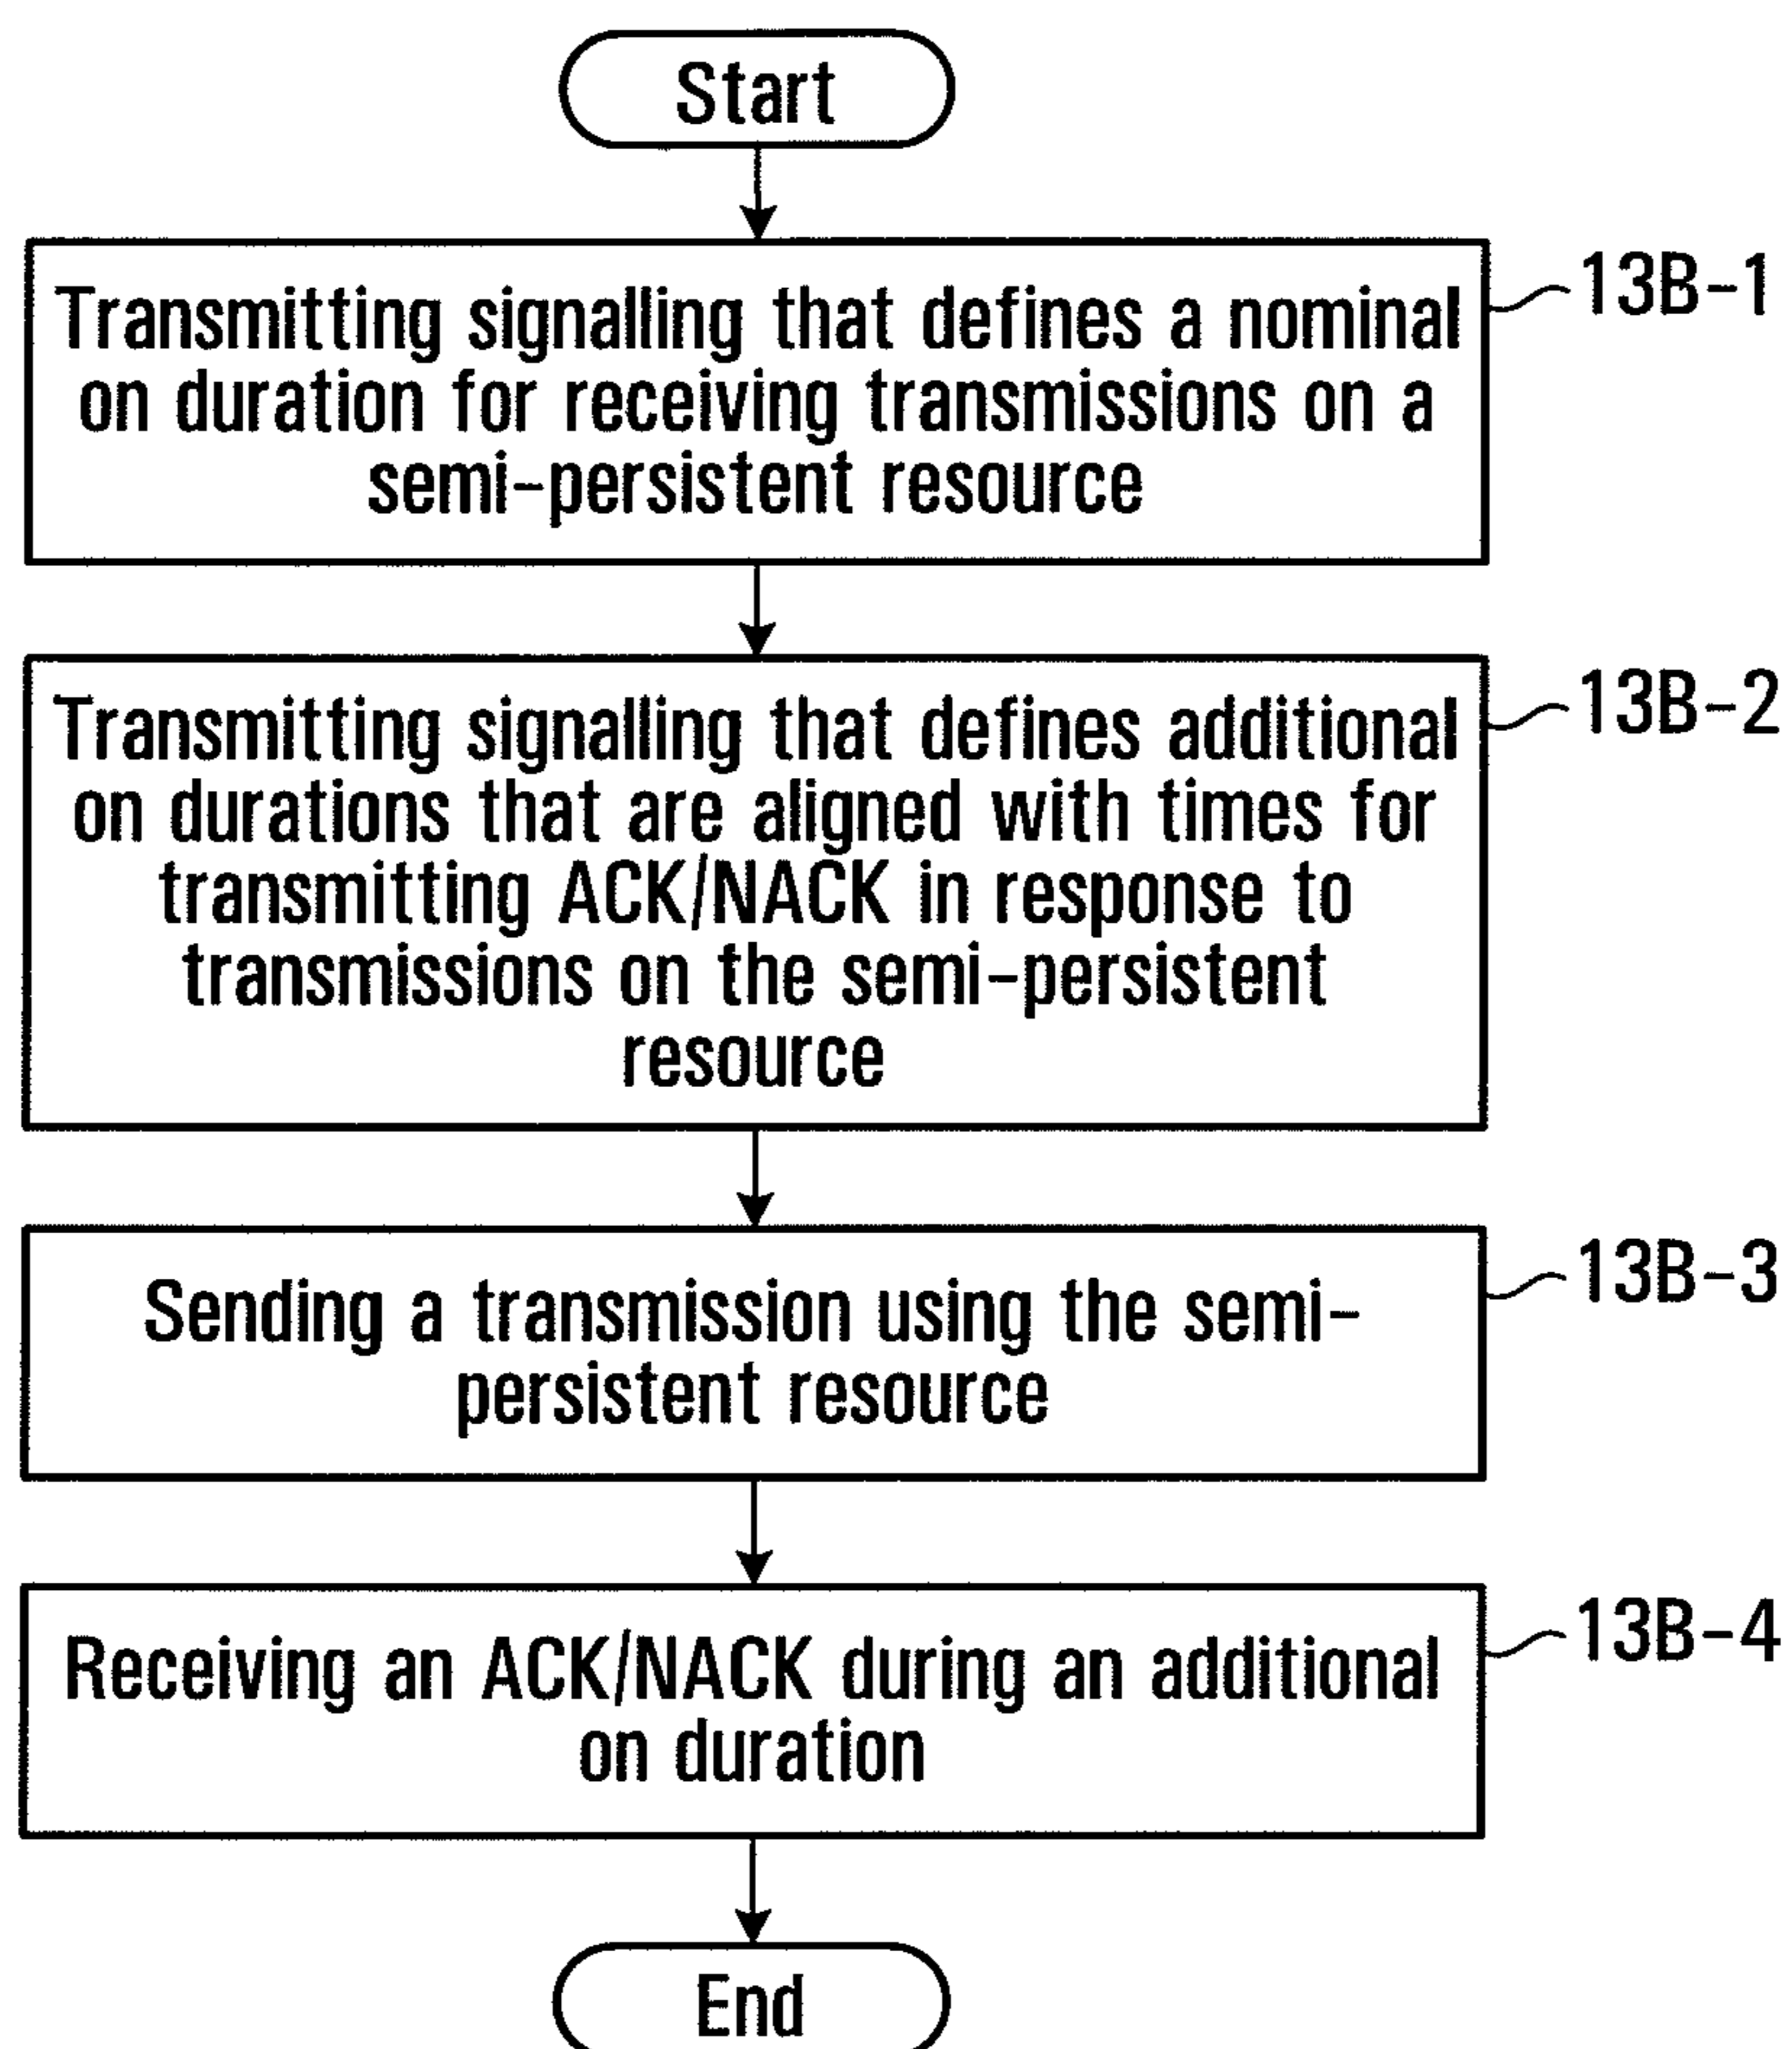 Start
Transmitting signalling that defines a nominal
on duration for receiving transmissions on a
semi-persistent resource
13B-1
Transmitting signalling that defines additional
on durations that are aligned with times for
transmitting ACK/NACK in response to
transmissions on the semi-persistent
resource
13B-2
Sending a transmission using the semi-
persistent resource
13B-3
Receiving an ACK/NACK during an additional
on duration
13B-4
End